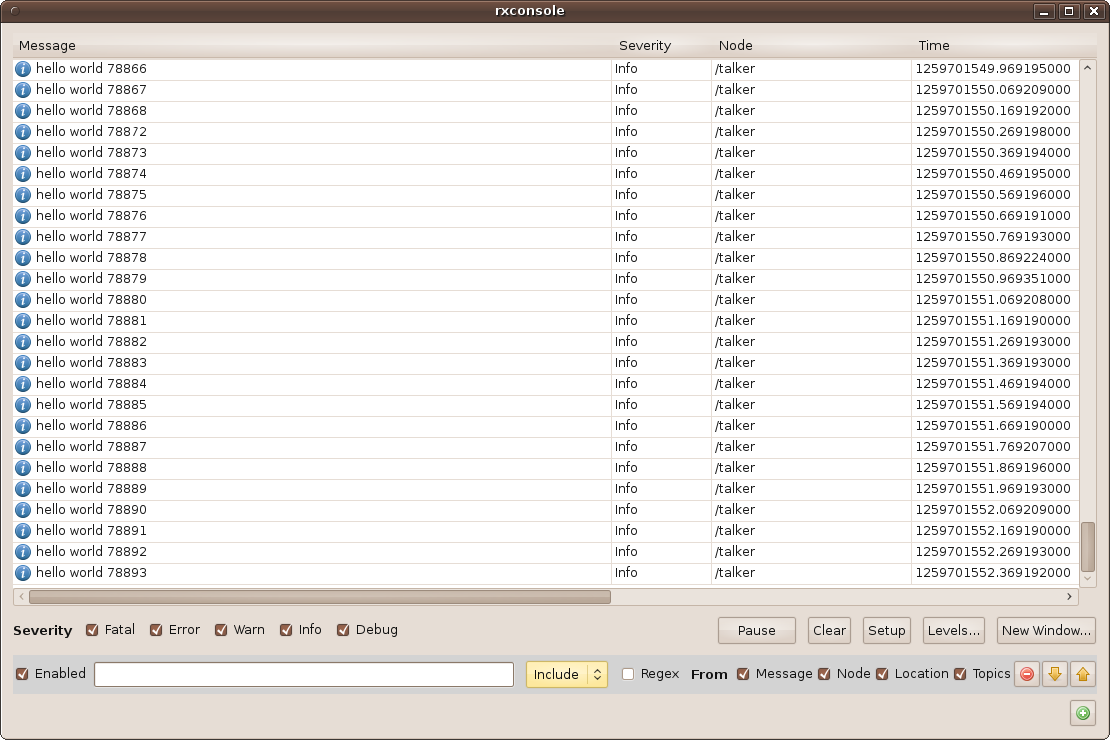 rxconsole
Message Severity Node Time
hello world 78866 Info /talker 1259701549.969195000
hello world 78867 Info /talker 1259701550.069209000
hello world 78868 Info /talker 1259701550.169192000
hello world 78872 Info /talker 1259701550.269198000
hello world 78873 Info /talker 1259701550.369194000
hello world 78874 Info /talker 1259701550.469195000
hello world 78875 Info /talker 1259701550.569196000
hello world 78876 Info /talker 1259701550.669191000
hello world 78877 Info /talker 1259701550.769193000
hello world 78878 Info /talker 1259701550.869224000
hello world 78879 Info /talker 1259701550.969351000
hello world 78880 Info /talker 1259701551.069208000
hello world 78881 Info /talker 1259701551.169190000
hello world 78882 Info /talker 1259701551.269193000
hello world 78883 Info /talker 1259701551.369193000
hello world 78884 Info /talker 1259701551.469194000
hello world 78885 Info /talker 1259701551.569194000
hello world 78886 Info /talker 1259701551.669190000
hello world 78887 Info /talker 1259701551.769207000
hello world 78888 Info /talker 1259701551.869196000
hello world 78889 Info /talker 1259701551.969193000
hello world 78890 Info /talker 1259701552.069209000
hello world 78891 Info /talker 1259701552.169190000
hello world 78892 Info /talker 1259701552.269193000
hello world 78893 Info /talker 1259701552.369192000
Severity Fatal Error Warn Info Debug Pause Clear Setup Levels... New Window...
Enabled Include Regex From Message Node Location Topics